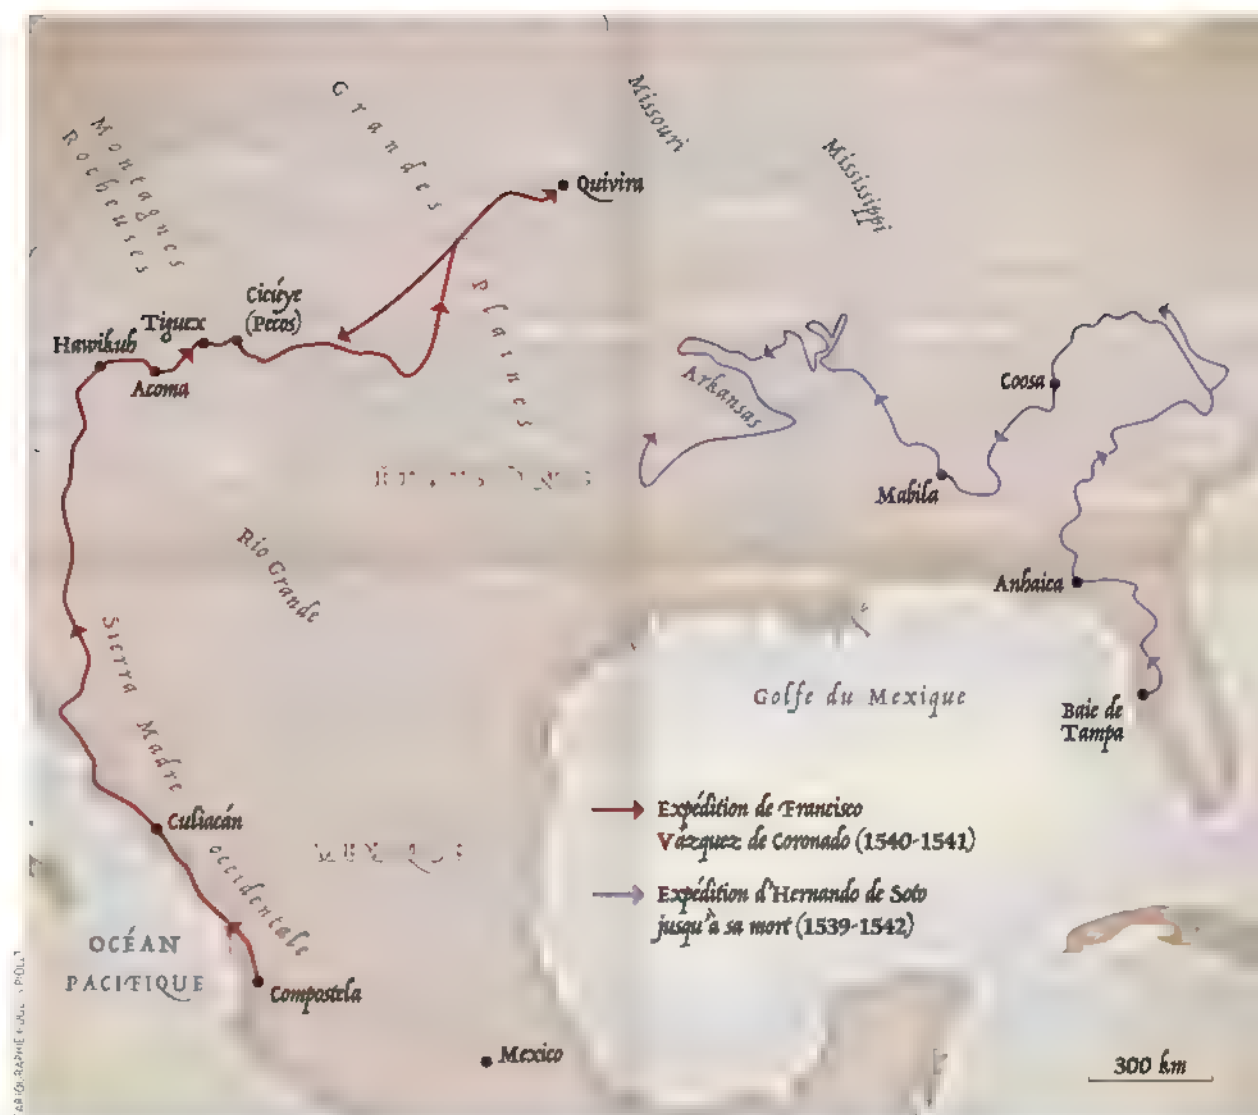 Missouri
Mississippi
Grandes
Plaines
Montagnes
Rocheuses
Quivira
Cicúye
(Pecos)
Tiguex
Hawikuh
Acoma
Arkansas
Coosa
Mabila
Rio Grande
Anhaica
Sierra Madre occidentale
Golfe du Mexique
Baie de
Tampa
Expédition de Francisco
Vázquez de Coronado (1540-1541)
Culiacán
Expédition d'Hernando de Soto
jusqu'à sa mort (1539-1542)
OCÉAN
PACIFIQUE
Compostela
Mexico
300 km